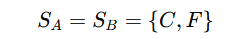 S_A = S_B = {C, F}